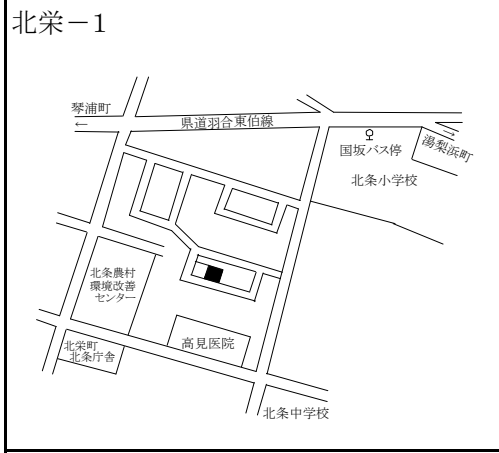 北栄－1
琴浦町
←
県道羽合東伯線
国坂バス停
→
湯梨浜町
北条小学校
北条農村
環境改善
センター
高見医院
北栄町
北条庁舎
北条中学校